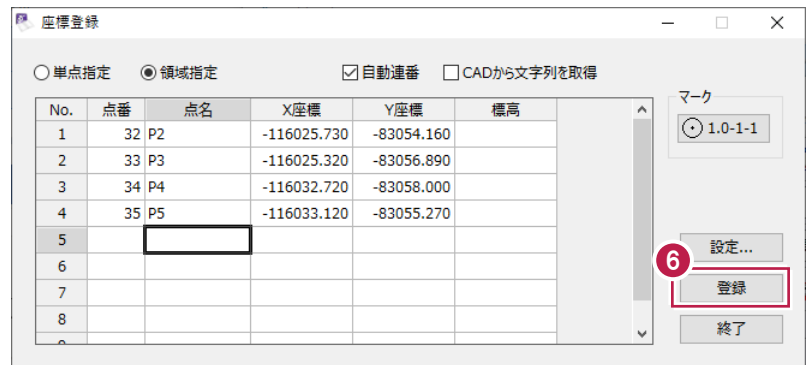 座標登録
単点指定 領域指定 自動連番 CADから文字列を取得
マーク
1.0-1-1
No. 点番 点名 X座標 Y座標 標高
1 32 P2 -116025.730 -83054.160
2 33 P3 -116025.320 -83056.890
3 34 P4 -116032.720 -83058.000
4 35 P5 -116033.120 -83055.270
5
6
7
8
設定...
6
登録
終了